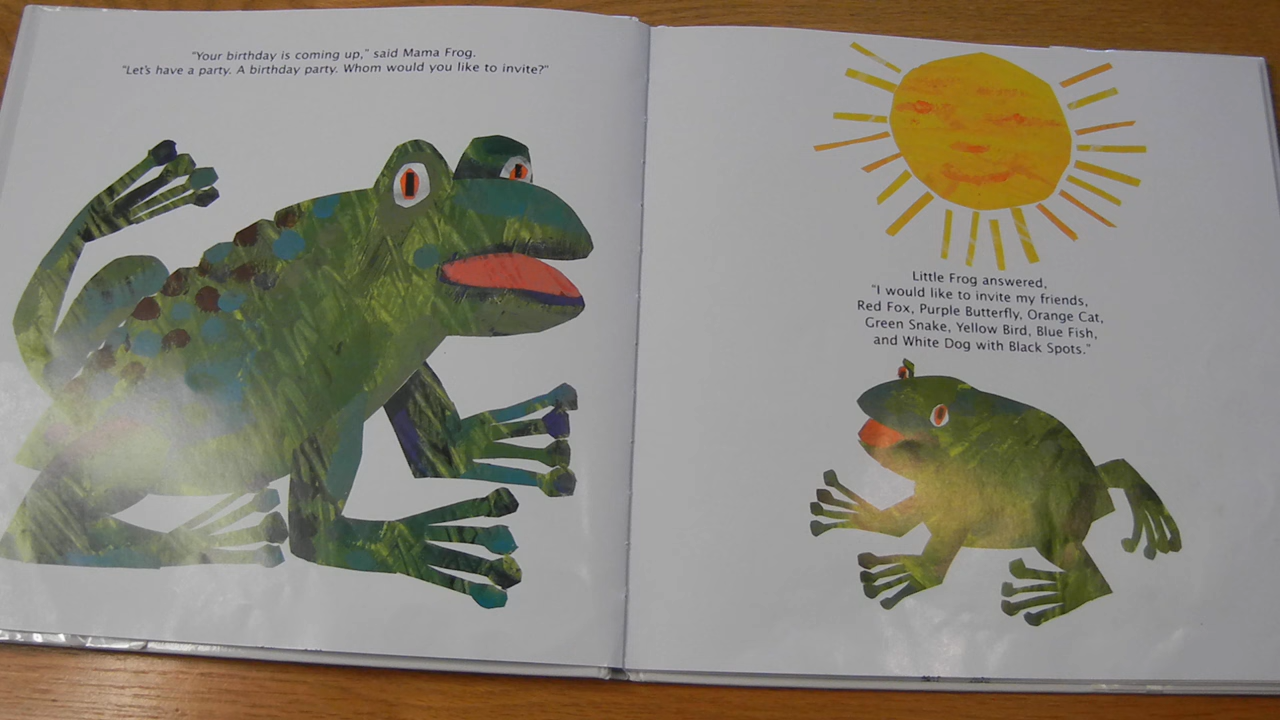 "Your birthday is coming up," said Mama Frog.
"Let's have a party. A birthday party. Whom would you like to invite?"
Little Frog answered,
"I would like to invite my friends,
Red Fox, Purple Butterfly, Orange Cat,
Green Snake, Yellow Bird, Blue Fish,
and White Dog with Black Spots."